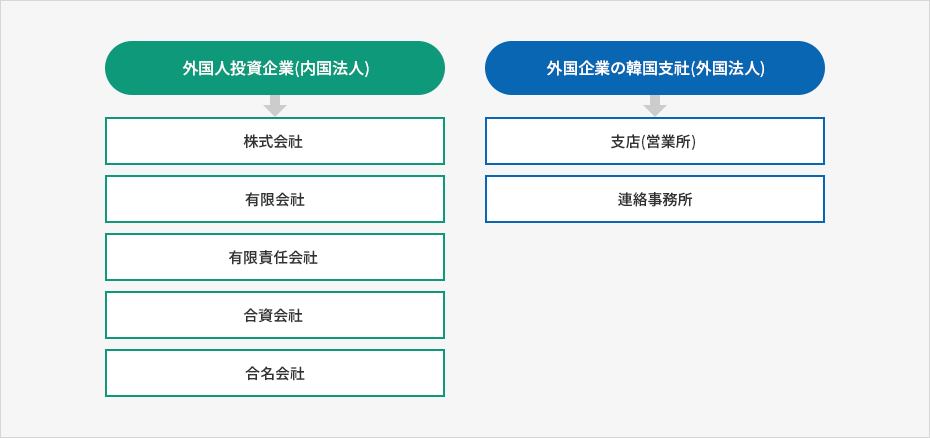 外国人投資企業(内国法人)
株式会社
有限会社
有限責任会社
合資会社
合名会社
外国企業の韓国支社(外国法人)
支店(営業所)
連絡事務所